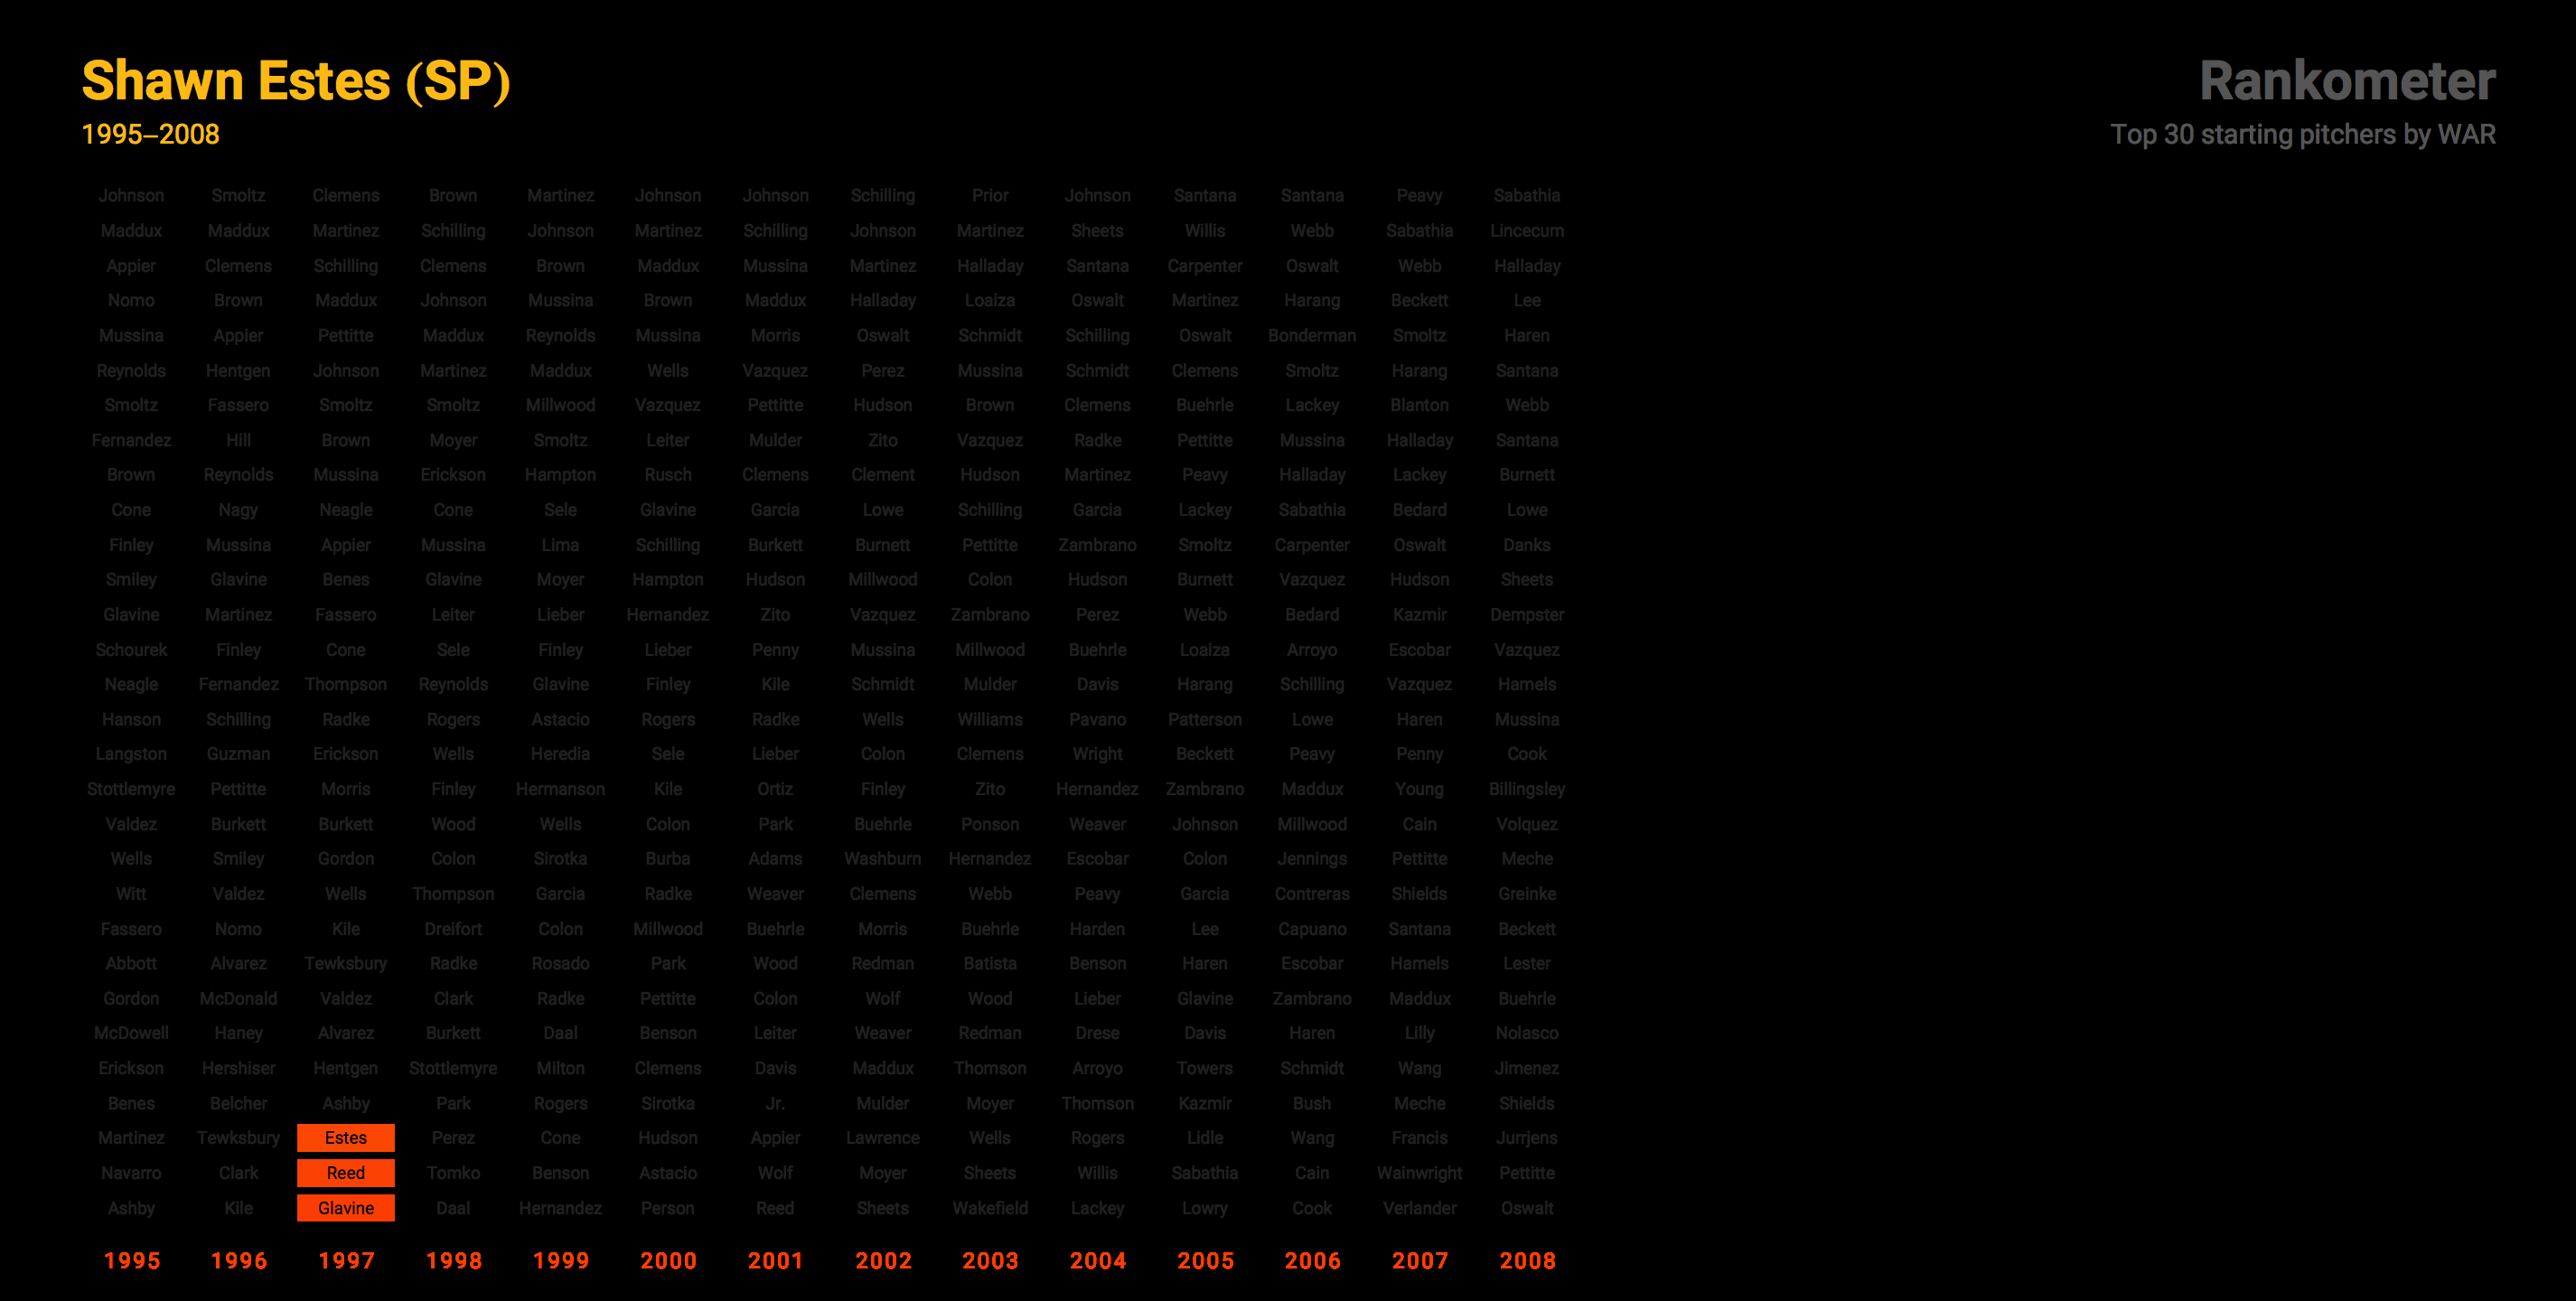 Shawn Estes (SP)
1995–2008
Rankometer
Top 30 starting pitchers by WAR
Johnson Smoltz Clemens Brown Martinez Johnson Johnson Schilling Prior Johnson Santana Santana Peavy Sabathia
Maddux Maddux Martinez Schilling Johnson Martinez Schilling Johnson Martinez Sheets Willis Webb Sabathia Lincecum
Appier Clemens Schilling Clemens Brown Maddux Mussina Martinez Halladay Santana Carpenter Oswalt Webb Halladay
Nomo Brown Maddux Johnson Mussina Brown Maddux Halladay Loaiza Oswalt Martinez Harang Beckett Lee
Mussina Appier Pettitte Maddux Reynolds Mussina Morris Oswalt Schmidt Schilling Oswalt Bonderman Smoltz Haren
Reynolds Hentgen Johnson Martinez Maddux Wells Vazquez Perez Mussina Schmidt Clemens Smoltz Harang Santana
Smoltz Fassero Smoltz Smoltz Millwood Vazquez Pettitte Hudson Brown Clemens Buehrle Lackey Blanton Webb
Fernandez Hill Brown Moyer Smoltz Leiter Mulder Zito Vazquez Radke Pettitte Mussina Halladay Santana
Brown Reynolds Mussina Erickson Hampton Rusch Clemens Clement Hudson Martinez Peavy Halladay Lackey Burnett
Cone Nagy Neagle Cone Sele Glavine Garcia Lowe Schilling Garcia Lackey Sabathia Bedard Lowe
Finley Mussina Appier Mussina Lima Schilling Burkett Burnett Pettitte Zambrano Smoltz Carpenter Oswalt Danks
Smiley Glavine Benes Glavine Moyer Hampton Hudson Millwood Colon Hudson Burnett Vazquez Hudson Sheets
Glavine Martinez Fassero Leiter Lieber Hernandez Zito Vazquez Zambrano Perez Webb Bedard Kazmir Dempster
Schourek Finley Cone Sele Finley Lieber Penny Mussina Millwood Buehrle Loaiza Arroyo Escobar Vazquez
Neagle Fernandez Thompson Reynolds Glavine Finley Kile Schmidt Mulder Davis Harang Schilling Vazquez Hamels
Hanson Schilling Radke Rogers Astacio Rogers Radke Wells Williams Pavano Patterson Lowe Haren Mussina
Langston Guzman Erickson Wells Heredia Sele Lieber Colon Clemens Wright Beckett Peavy Penny Cook
Stottlemyre Pettitte Morris Finley Hermanson Kile Ortiz Finley Zito Hernandez Zambrano Maddux Young Billingsley
Valdez Burkett Burkett Wood Wells Colon Park Buehrle Ponson Weaver Johnson Millwood Cain Volquez
Wells Smiley Gordon Colon Sirotka Burba Adams Washburn Hernandez Escobar Colon Jennings Pettitte Meche
Witt Valdez Wells Thompson Garcia Radke Weaver Clemens Webb Peavy Garcia Contreras Shields Greinke
Fassero Nomo Kile Dreifort Colon Millwood Buehrle Morris Buehrle Harden Lee Capuano Santana Beckett
Abbott Alvarez Tewksbury Radke Rosado Park Wood Redman Batista Benson Haren Escobar Hamels Lester
Gordon McDonald Valdez Clark Radke Pettitte Colon Wolf Wood Lieber Glavine Zambrano Maddux Buehrle
McDowell Haney Alvarez Burkett Daal Benson Leiter Weaver Redman Drese Davis Haren Lilly Nolasco
Erickson Hershiser Hentgen Stottlemyre Milton Clemens Davis Maddux Thomson Arroyo Towers Schmidt Wang Jimenez
Benes Belcher Ashby Park Rogers Sirotka Jr. Mulder Moyer Thomson Kazmir Bush Meche Shields
Martinez Tewksbury Estes Perez Cone Hudson Appier Lawrence Wells Rogers Lidle Wang Francis Jurrjens
Navarro Clark Reed Tomko Benson Astacio Wolf Moyer Sheets Willis Sabathia Cain Wainwright Pettitte
Ashby Kile Glavine Daal Hernandez Person Reed Sheets Wakefield Lackey Lowry Cook Verlander Oswalt
1995 1996 1997 1998 1999 2000 2001 2002 2003 2004 2005 2006 2007 2008